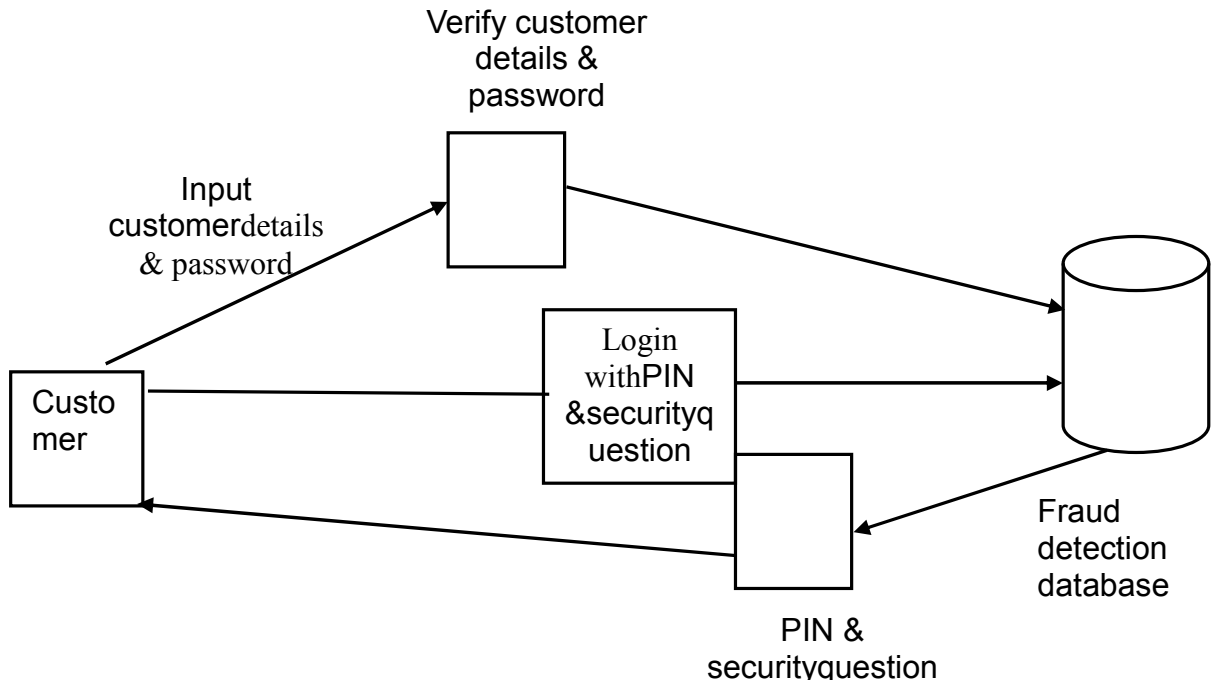 Verify customer
details &
password
Input
customerdetails
& password
Login
withPIN
&securityq
uestion
Custo
mer
Fraud
detection
database
PIN &
securityquestion